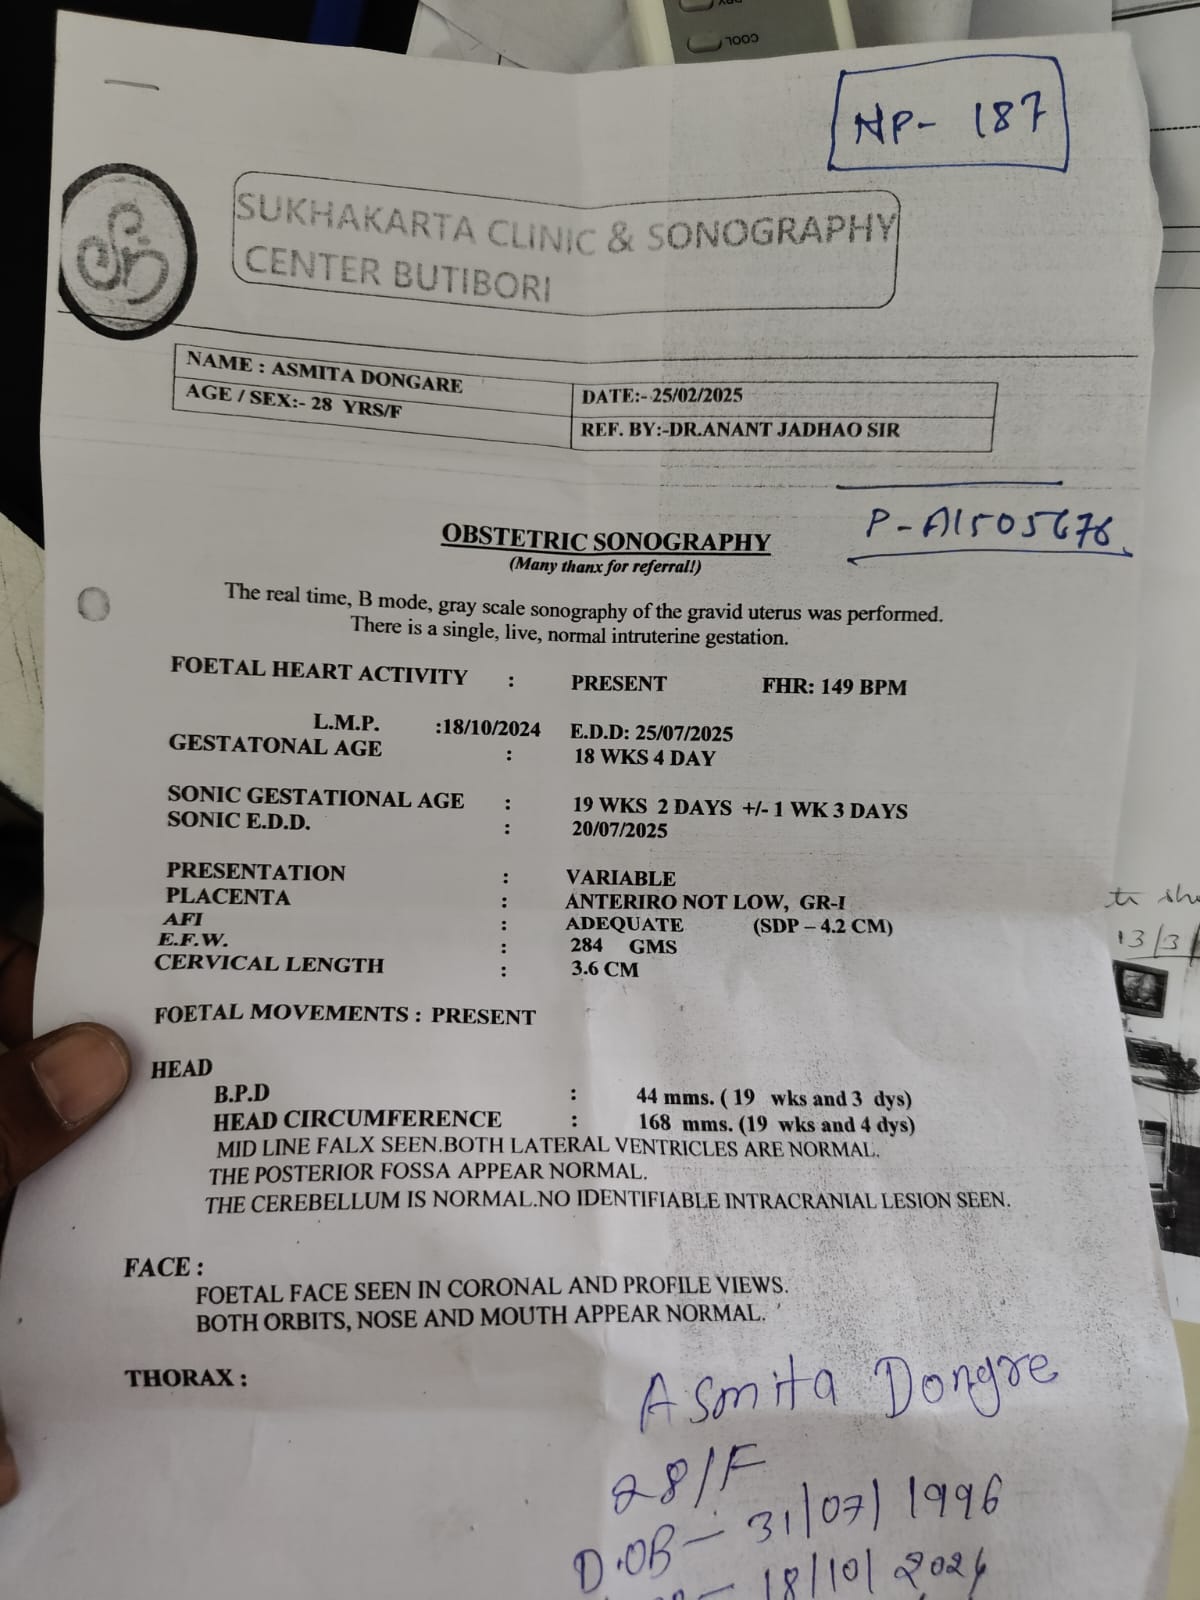 COOL
NP- 187
SUKHAKARTA CLINIC & SONOGRAPHY
CENTER BUTIBORI
NAME : ASMITA DONGARE
AGE / SEX:- 28 YRS/F
DATE:- 25/02/2025
REF. BY:-DR.ANANT JADHAO SIR
P-A1505676
OBSTETRIC SONOGRAPHY
(Many thanx for referral!)
The real time, B mode, gray scale sonography of the gravid uterus was performed.
There is a single, live, normal intruterine gestation.
FOETAL HEART ACTIVITY : PRESENT FHR: 149 BPM
L.M.P. :18/10/2024 E.D.D: 25/07/2025
GESTATONAL AGE : 18 WKS 4 DAY
SONIC GESTATIONAL AGE : 19 WKS 2 DAYS +/- 1 WK 3 DAYS
SONIC E.D.D. : 20/07/2025
PRESENTATION : VARIABLE
PLACENTA : ANTERIRO NOT LOW, GR-I
AFI : ADEQUATE (SDP – 4.2 CM)
E.F.W. : 284 GMS
CERVICAL LENGTH : 3.6 CM
FOETAL MOVEMENTS : PRESENT
HEAD
B.P.D : 44 mms. ( 19 wks and 3 dys)
HEAD CIRCUMFERENCE : 168 mms. (19 wks and 4 dys)
MID LINE FALX SEEN.BOTH LATERAL VENTRICLES ARE NORMAL.
THE POSTERIOR FOSSA APPEAR NORMAL.
THE CEREBELLUM IS NORMAL.NO IDENTIFIABLE INTRACRANIAL LESION SEEN.
FACE :
FOETAL FACE SEEN IN CORONAL AND PROFILE VIEWS.
BOTH ORBITS, NOSE AND MOUTH APPEAR NORMAL.
THORAX :
Asmita Dongre
28/F
D.OB – 31/07/1996
– 18/10/2024
13/3/